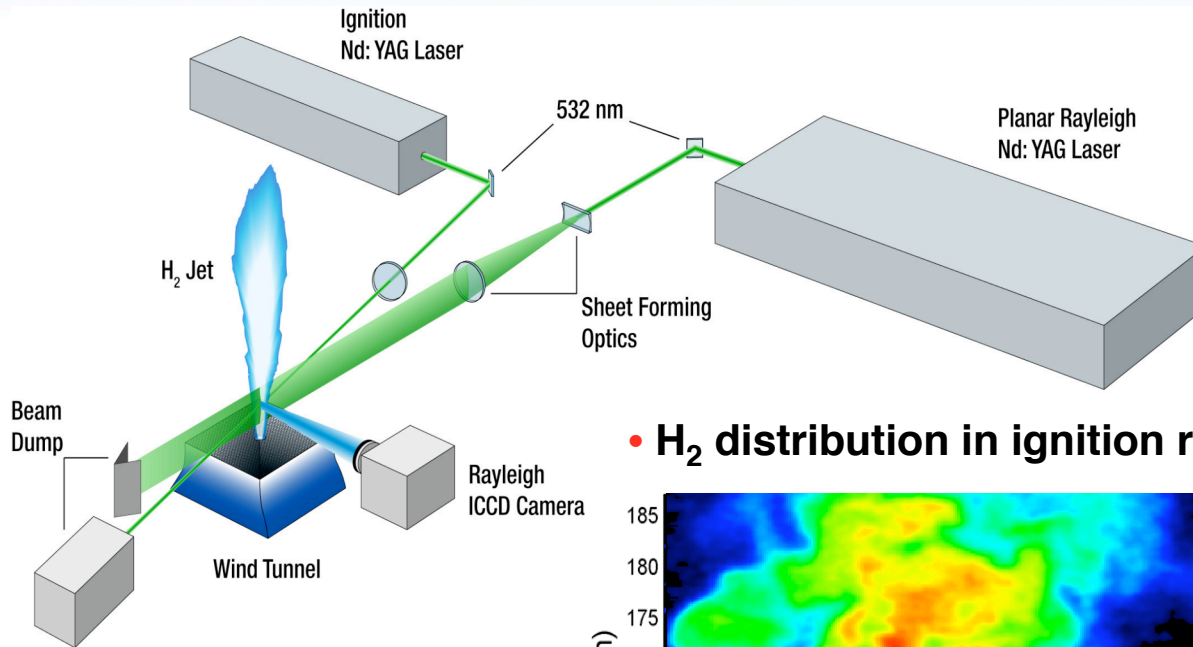 Ignition
Nd: YAG Laser
532 nm
Planar Rayleigh
Nd: YAG Laser
H₂ Jet
Sheet Forming
Optics
Beam
Dump
Rayleigh
ICCD Camera
Wind Tunnel
• H₂ distribution in ignition r
185
180
175